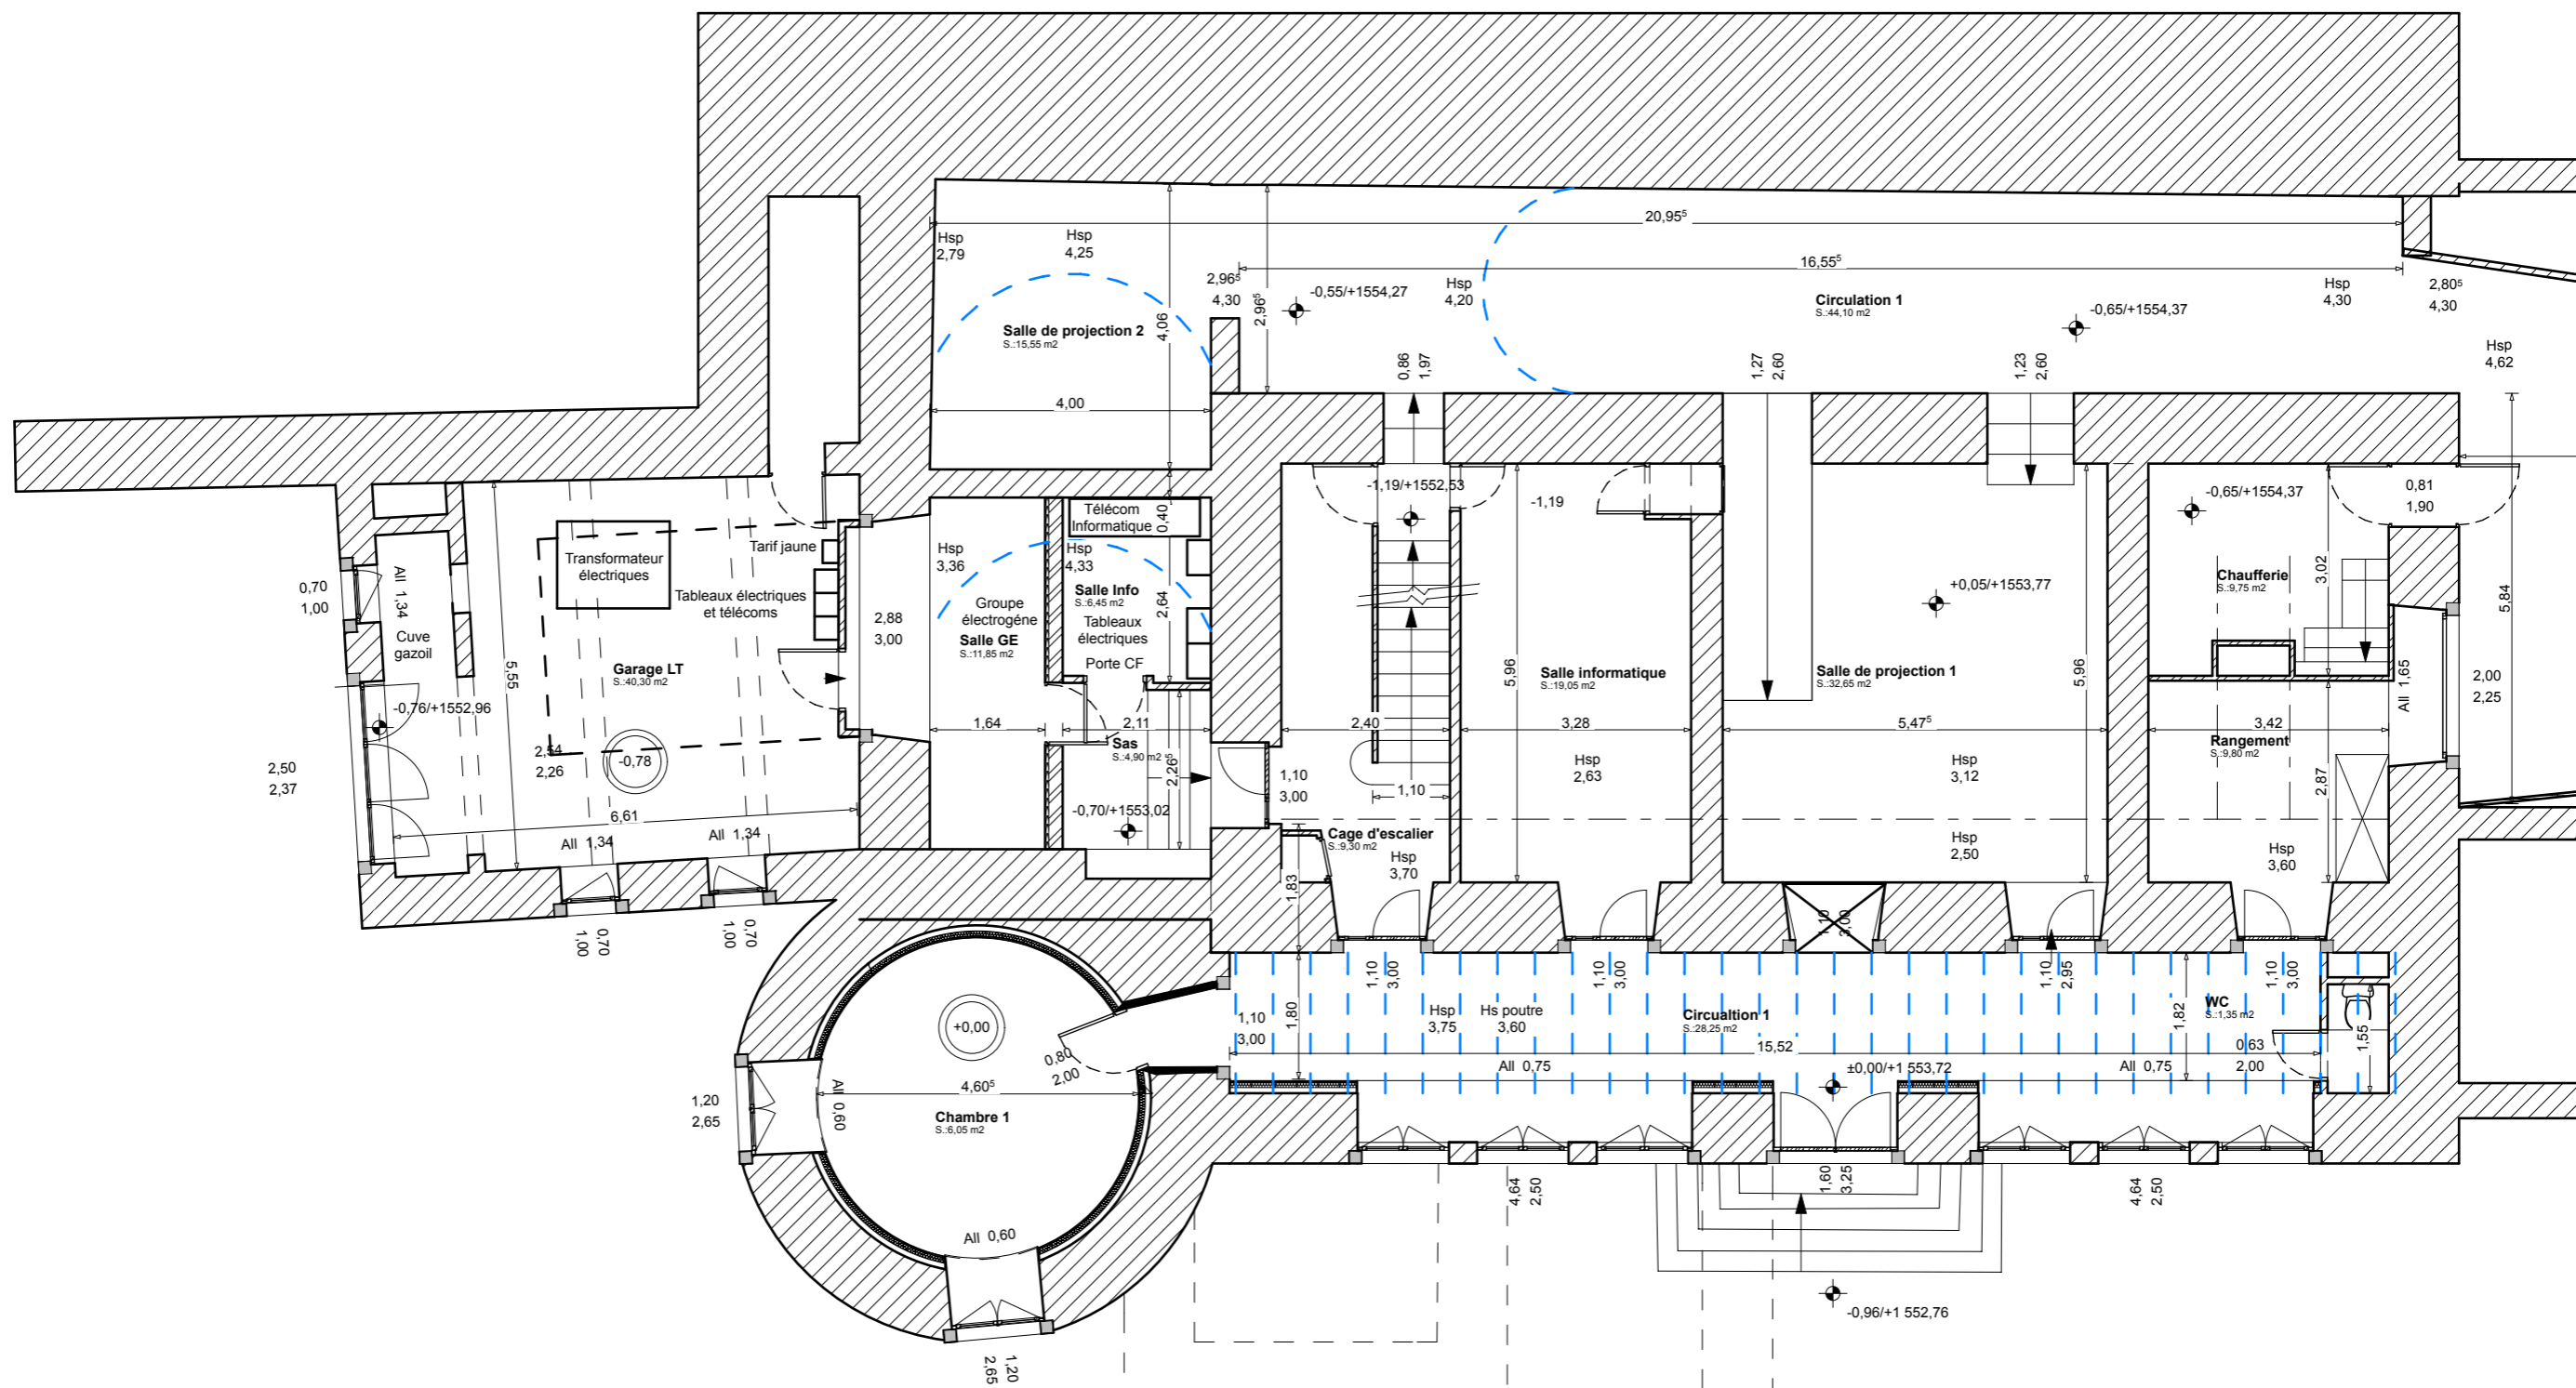 20,95⁵
Hsp
2,79
Hsp
4,25
16,55⁵
2,96⁵
4,30
2,96⁵
-0,55/+1554,27
Hsp
4,20
Circulation 1
S.:44,10 m2
-0,65/+1554,37
Hsp
4,30
2,80⁵
4,30
Hsp
4,62
Salle de projection 2
S.:15,55 m2
4,06
4,00
0,86
1,97
1,27
2,60
1,23
2,60
-1,19/+1552,53
-1,19
-0,65/+1554,37
0,81
1,90
Télécom
Informatique
0,40
Tarif jaune
Transformateur
électriques
Tableaux électriques
et télécoms
Hsp
3,36
Hsp
4,33
Groupe
électrogéne
Salle GE
S.:11,85 m2
Salle Info
S.:6,45 m2
Tableaux
électriques
Porte CF
2,64
2,88
3,00
0,70
1,00
All 1,34
Cuve
gazoil
5,55
Garage LT
S.:40,30 m2
-0,76/+1552,96
2,54
2,26
-0,78
2,50
2,37
6,61
All 1,34
All 1,34
0,70
1,00
0,70
1,00
1,64
2,11
Sas
S.:4,90 m2
2,26⁵
-0,70/+1553,02
1,10
3,00
2,40
1,10
Cage d'escalier
S.:9,30 m2
Hsp
3,70
1,83
5,96
Salle informatique
S.:19,05 m2
3,28
Hsp
2,63
+0,05/+1553,77
Salle de projection 1
S.:32,65 m2
5,96
5,47⁵
Hsp
3,12
Hsp
2,50
Chaufferie
S.:9,75 m2
3,02
5,84
All 1,65
2,00
2,25
3,42
Rangement
S.:9,80 m2
2,87
Hsp
3,60
1,10
3,00
1,10
3,00
1,10
3,00
1,10
2,95
1,10
3,00
+0,00
0,80
2,00
4,60⁵
Chambre 1
S.:6,05 m2
All 0,60
All 0,60
1,20
2,65
1,20
2,65
1,10
3,00
1,80
Hsp
3,75
Hs poutre
3,60
Circualtion 1
S.:28,25 m2
15,52
1,82
WC
S.:1,35 m2
0,63
2,00
1,55
All 0,75
±0,00/+1 553,72
All 0,75
4,64
2,50
1,60
3,25
4,64
2,50
-0,96/+1 552,76